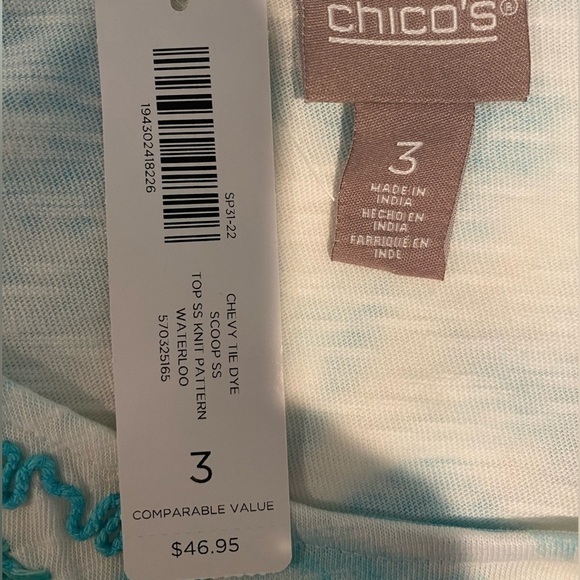 chico's®
3
MADE IN
INDIA
HECHO EN
INDIA
FABRIQUÉ EN
INDE
194302418226
SP31-22
CHEVY TIE DYE
SCOOP SS
TOP SS KNIT PATTERN
WATERLOO
570325165
3
COMPARABLE VALUE
$46.95